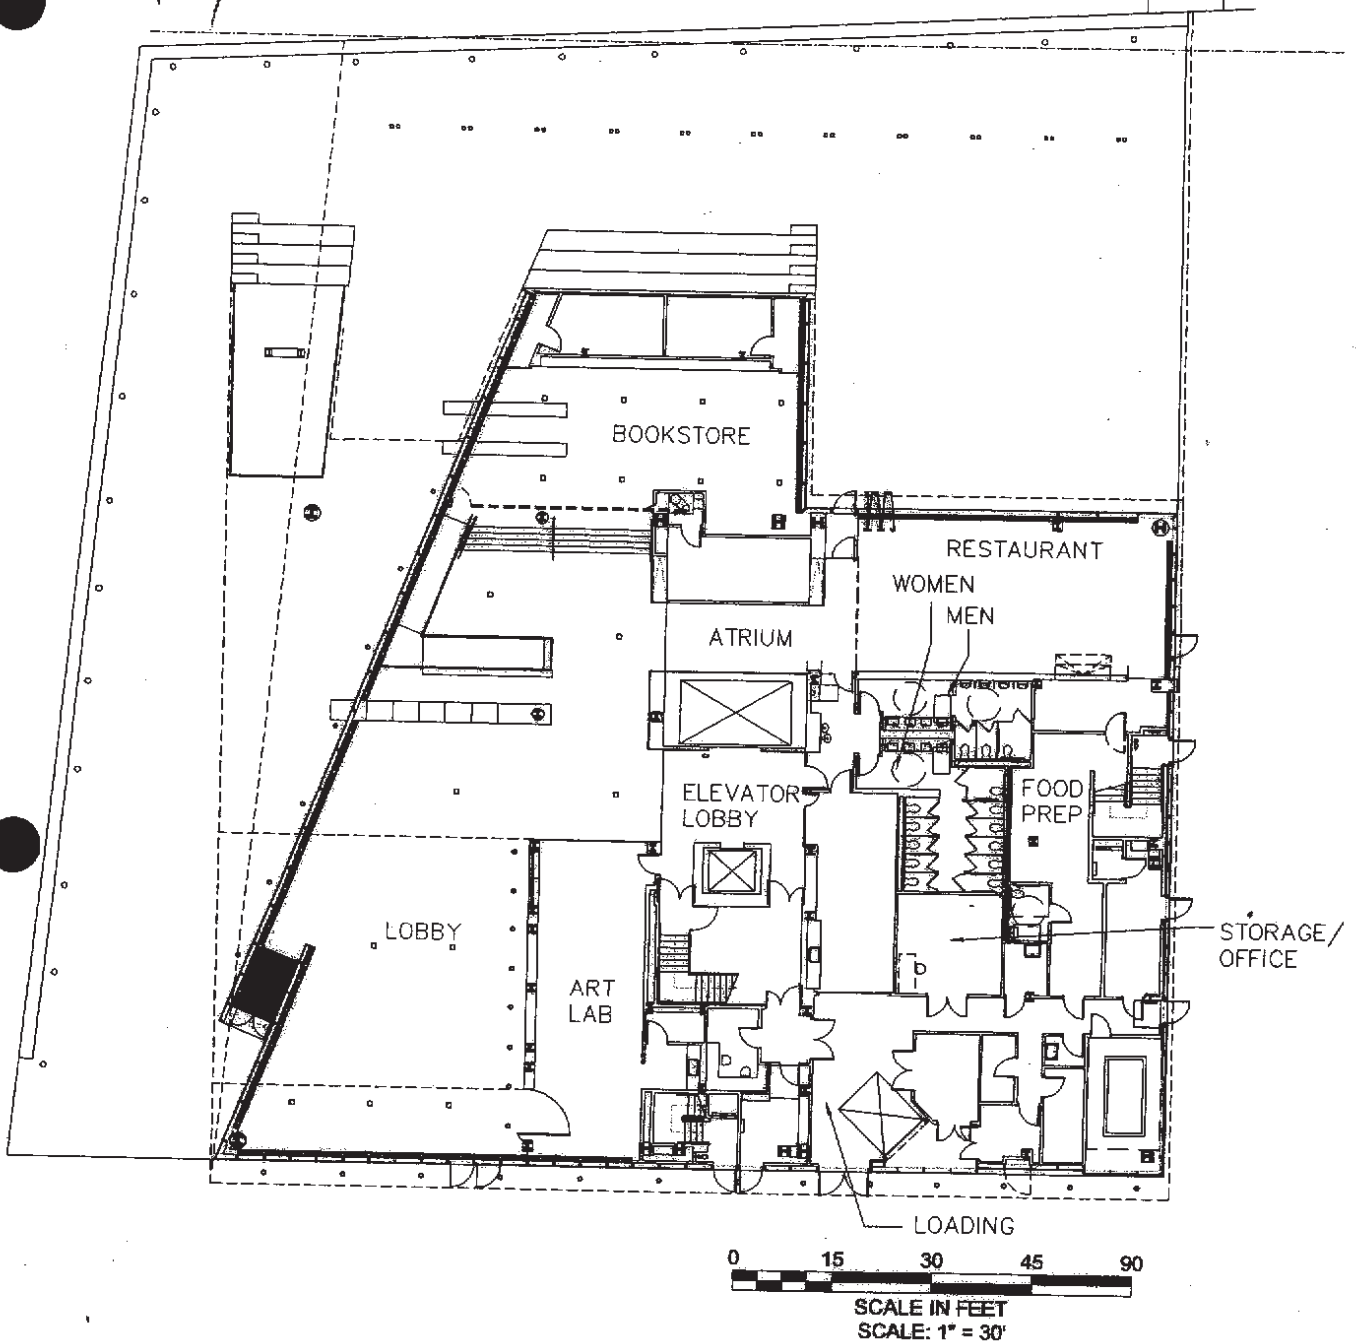 BOOKSTORE
RESTAURANT
WOMEN
MEN
ATRIUM
ELEVATOR
LOBBY
FOOD
PREP
LOBBY
STORAGE/
OFFICE
ART
LAB
LOADING
0 15 30 45 90
SCALE IN FEET
SCALE: 1" = 30'